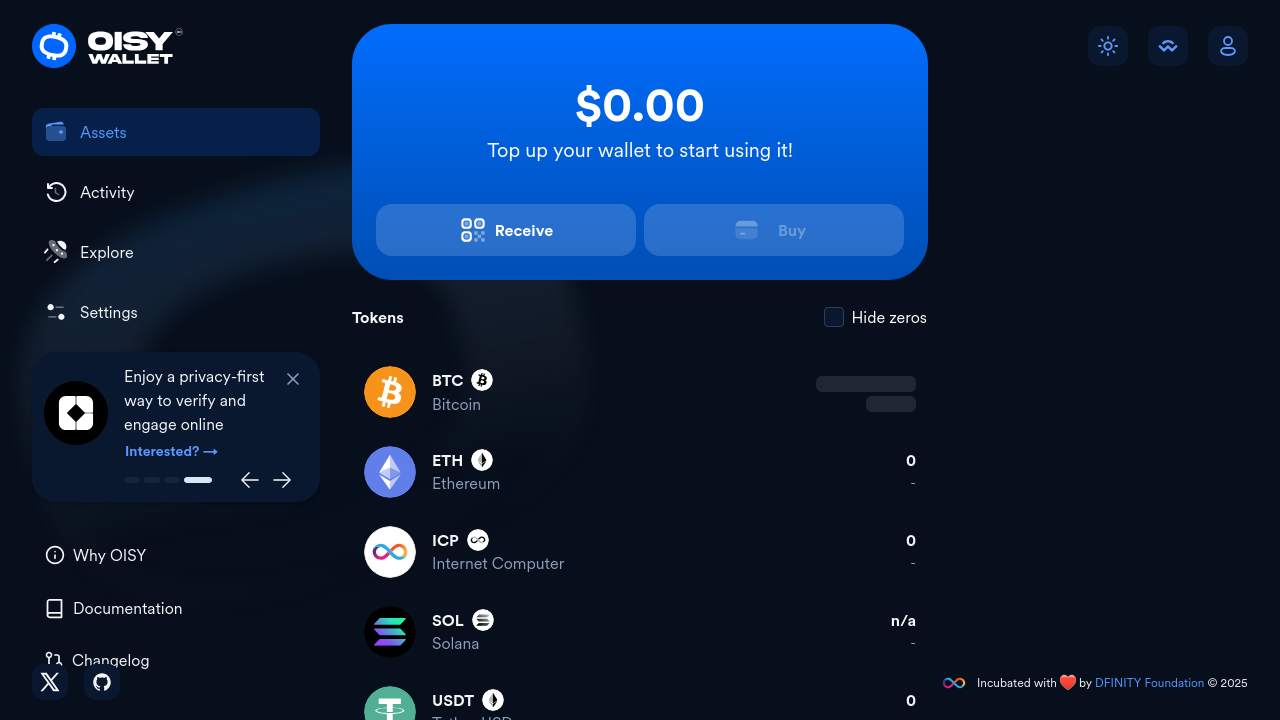 OISY
WALLET
Assets
Activity
Explore
Settings
Enjoy a privacy-first
way to verify and
engage online
Interested? →
Why OISY
Documentation
Changelog
$0.00
Top up your wallet to start using it!
Receive
Buy
Tokens
Hide zeros
BTC
Bitcoin
ETH
0
Ethereum
-
ICP
0
Internet Computer
-
SOL
n/a
Solana
-
USDT
0
Tether USD
Incubated with ❤️ by DFINITY Foundation © 2025